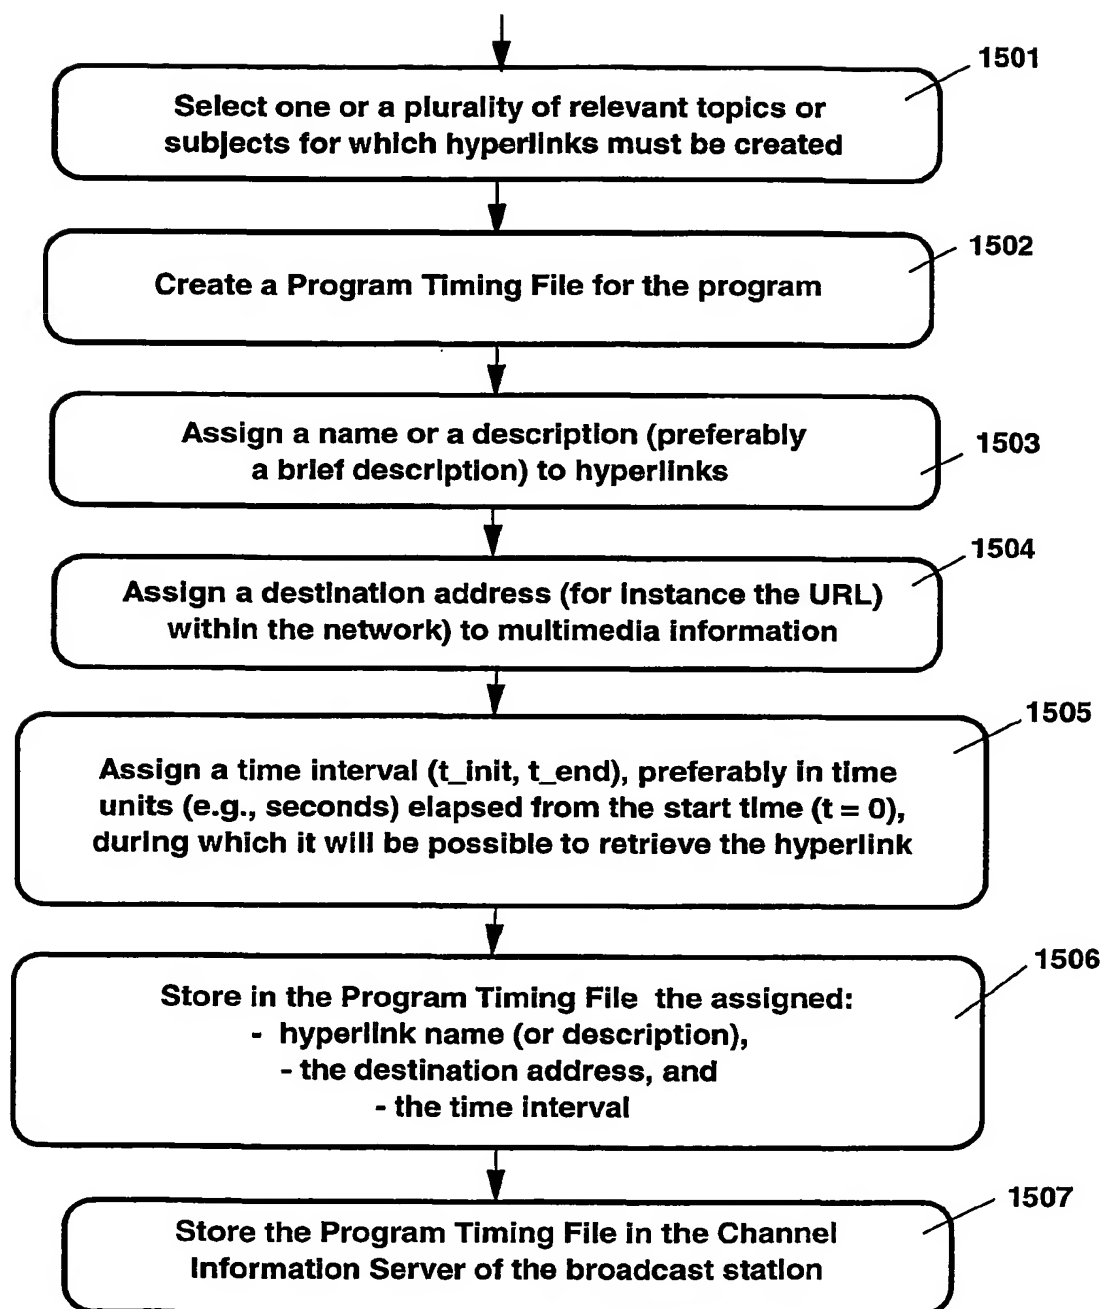 1501
Select one or a plurality of relevant topics or
subjects for which hyperlinks must be created
1502
Create a Program Timing File for the program
Assign a name or a description (preferably
a brief description) to hyperlinks
1503
1504
Assign a destination address (for instance the URL)
within the network) to multimedia information
1505
Assign a time interval (t_init, t_end), preferably in time
units (e.g., seconds) elapsed from the start time (t = 0),
during which it will be possible to retrieve the hyperlink
1506
Store in the Program Timing File the assigned:
- hyperlink name (or description),
- the destination address, and
- the time interval
1507
Store the Program Timing File in the Channel
Information Server of the broadcast station